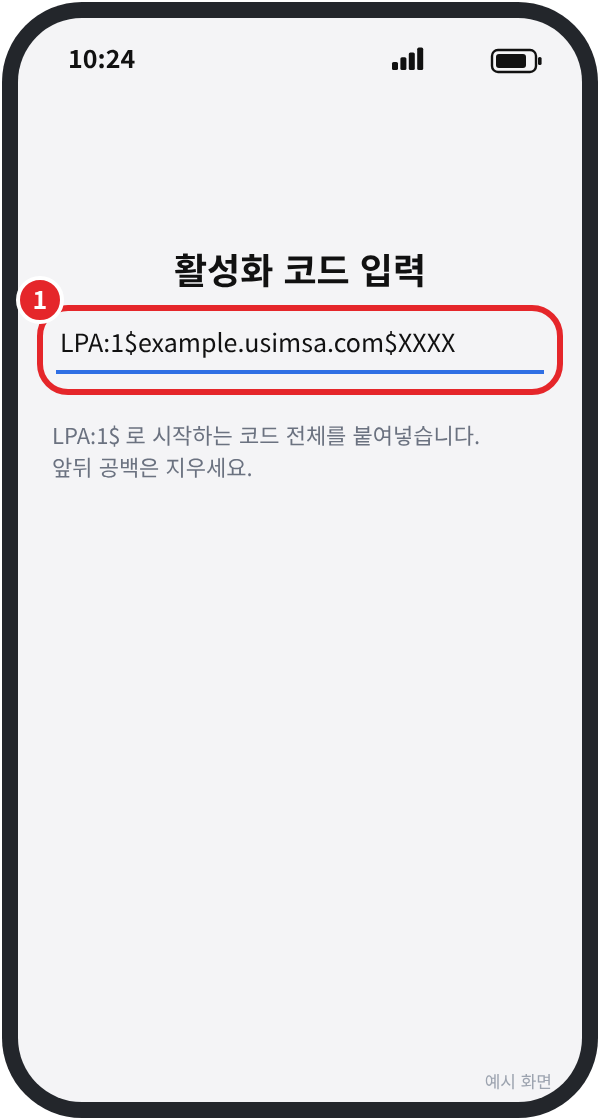 10:24
활성화 코드 입력
1
LPA:1$example.usimsa.com$XXXX
LPA:1$ 로 시작하는 코드 전체를 붙여넣습니다.
앞뒤 공백은 지우세요.
예시 화면